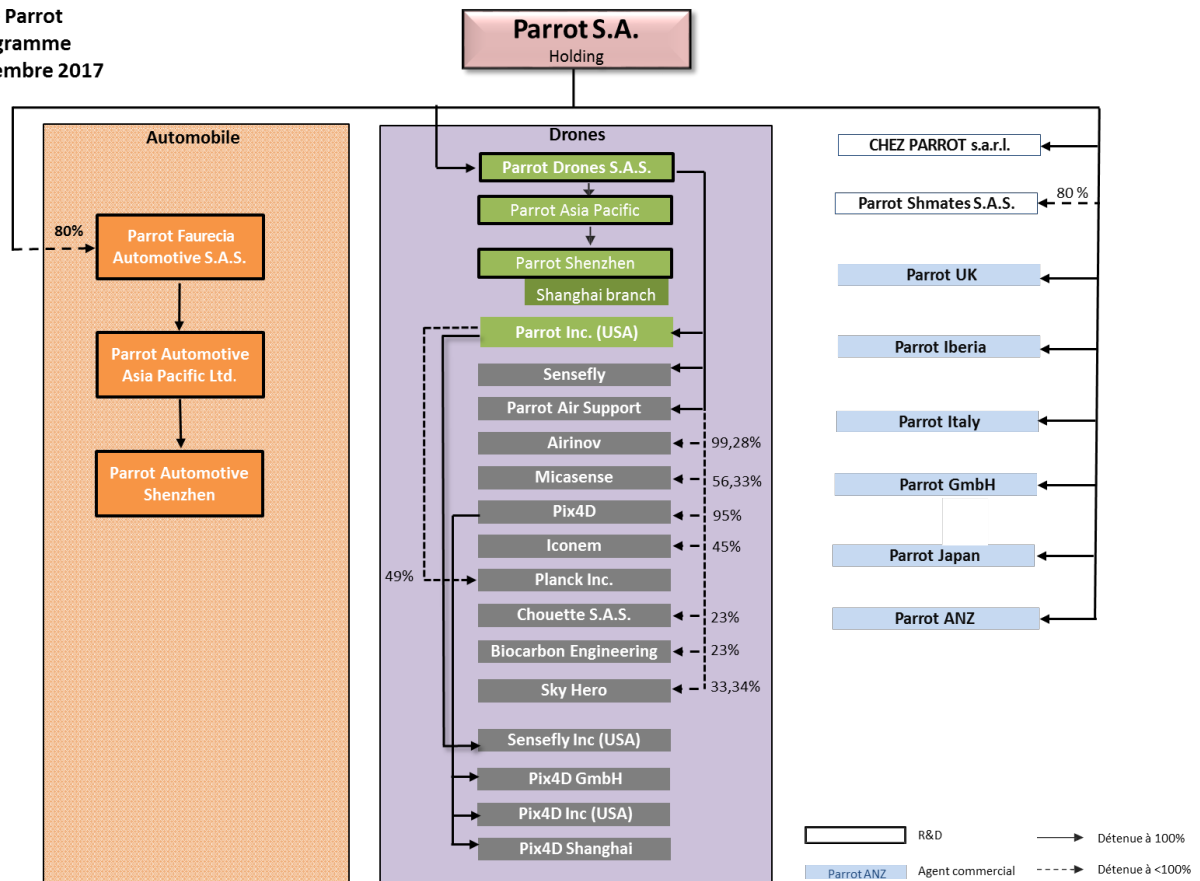 Parrot
gramme
embre 2017
Parrot S.A.
Holding
Automobile
80%
Parrot Faurecia
Automotive S.A.S.
Parrot Automotive
Asia Pacific Ltd.
Parrot Automotive
Shenzhen
Drones
Parrot Drones S.A.S.
Parrot Asia Pacific
Parrot Shenzhen
Shanghai branch
Parrot Inc. (USA)
Sensefly
Parrot Air Support
Airinov
99,28%
Micasense
56,33%
Pix4D
95%
Iconem
45%
49%
Planck Inc.
Chouette S.A.S.
23%
Biocarbon Engineering
23%
Sky Hero
33,34%
Sensefly Inc (USA)
Pix4D GmbH
Pix4D Inc (USA)
Pix4D Shanghai
CHEZ PARROT s.a.r.l.
Parrot Shmates S.A.S.
80 %
Parrot UK
Parrot Iberia
Parrot Italy
Parrot GmbH
Parrot Japan
Parrot ANZ
R&D
Détenue à 100%
Parrot ANZ
Agent commercial
Détenue à <100%